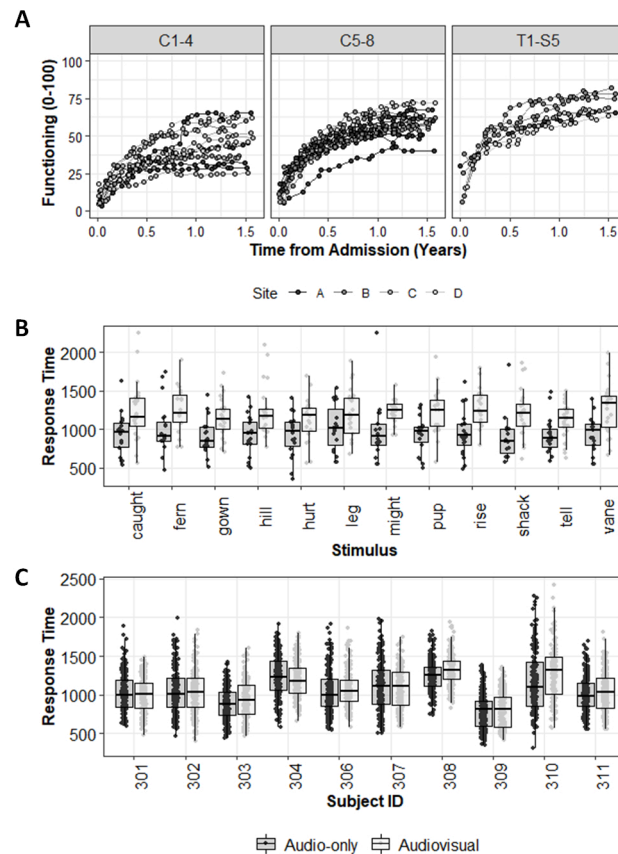 A
C1-4 C5-8 T1-S5
Functioning (0-100)
100
75
50
25
0
0.0 0.5 1.0 1.5 0.0 0.5 1.0 1.5 0.0 0.5 1.0 1.5
Time from Admission (Years)
Site A B C D
B
Response Time
2000
1500
1000
500
caught fern gown hill hurt leg might pup rise shack tell vane
Stimulus
C
Response Time
2500
2000
1500
1000
500
301 302 303 304 306 307 308 309 310 311
Subject ID
Audio-only Audiovisual